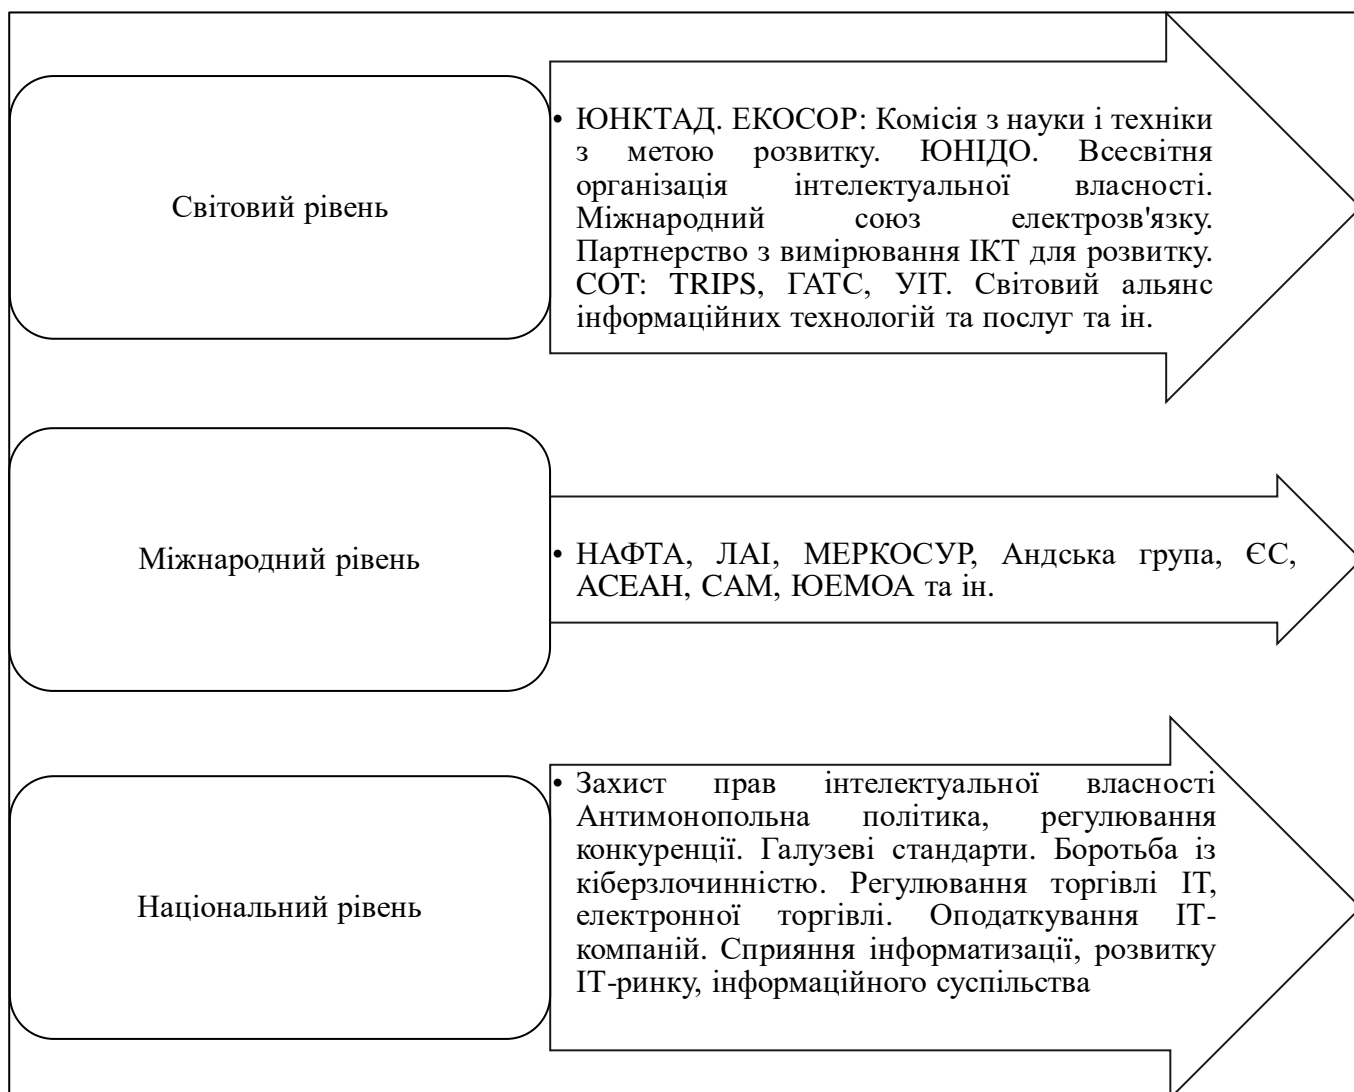 Світовий рівень
• ЮНКТАД. ЕКОСОР: Комісія з науки і техніки
з метою розвитку. ЮНІДО. Всесвітня
організація інтелектуальної власності.
Міжнародний союз електрозв'язку.
Партнерство з вимірювання ІКТ для розвитку.
СОТ: TRIPS, ГАТС, УІТ. Світовий альянс
інформаційних технологій та послуг та ін.
Міжнародний рівень
• НАФТА, ЛАІ, МЕРКОСУР, Андська група, ЄС,
АСЕАН, САМ, ЮЕМОА та ін.
Національний рівень
• Захист прав інтелектуальної власності
Антимонопольна політика, регулювання
конкуренції. Галузеві стандарти. Боротьба із
кіберзлочинністю. Регулювання торгівлі ІТ,
електронної торгівлі. Оподаткування ІТ-
компаній. Сприяння інформатизації, розвитку
ІТ-ринку, інформаційного суспільства